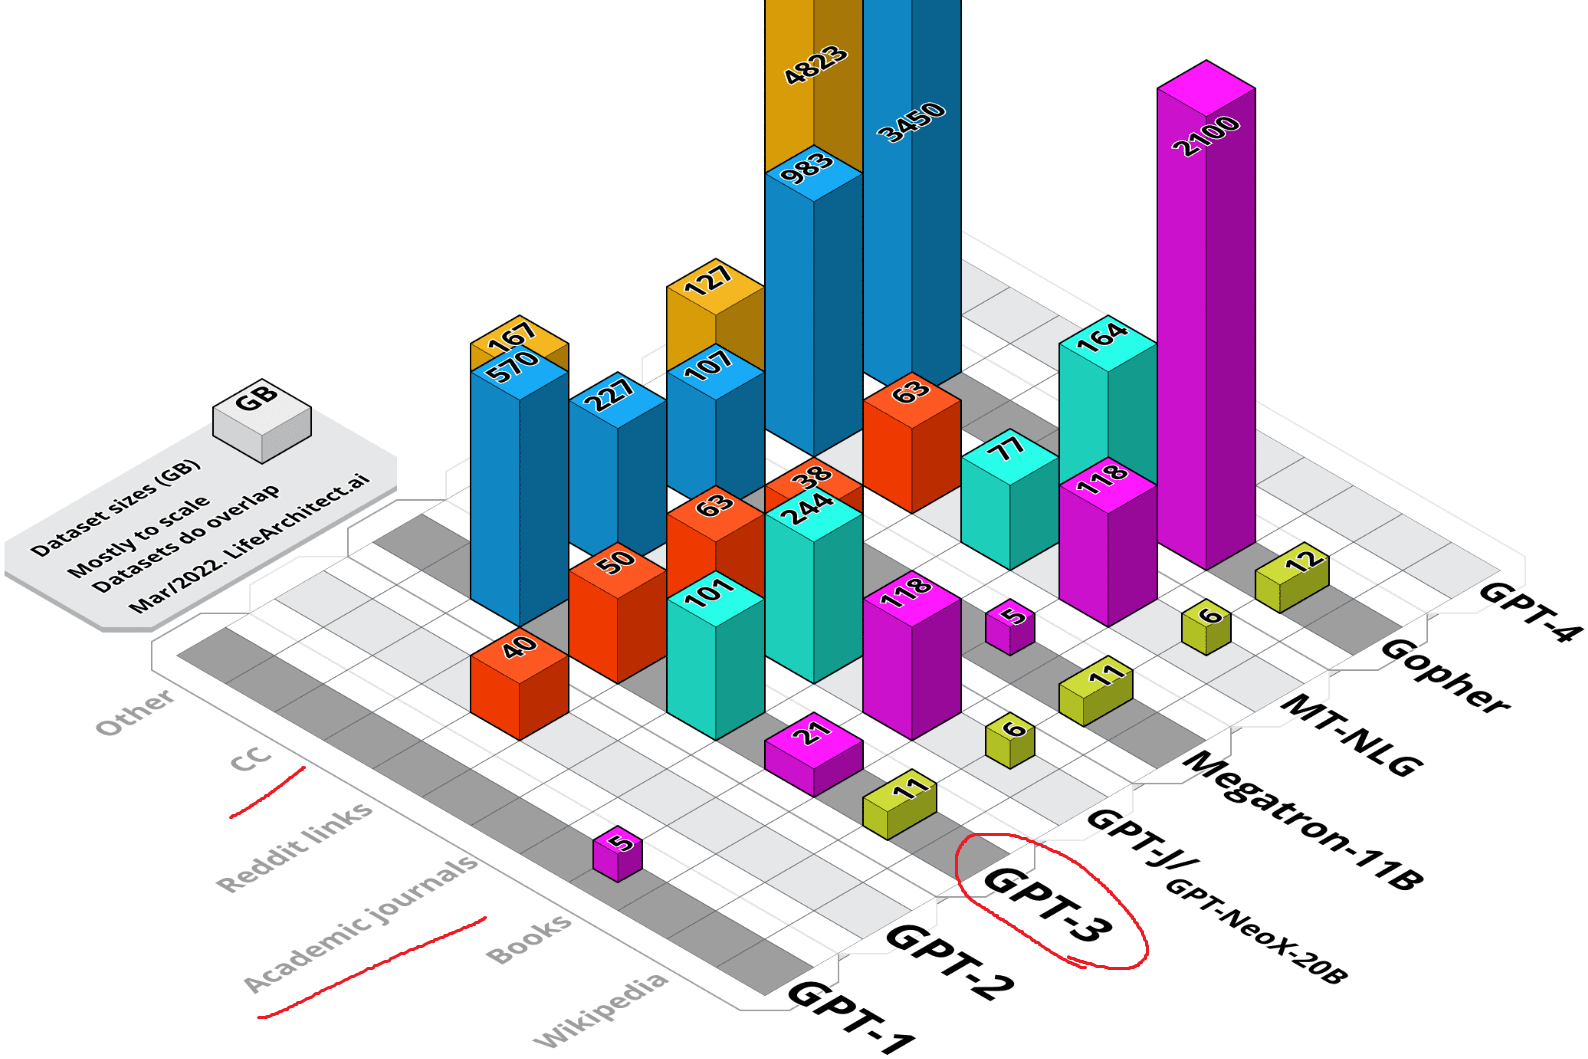 4823
3450
2100
983
127
167
570
227
107
164
63
77
118
38
63
244
50
101
118
5
12
6
40
11
21
6
11
5
GB
Dataset sizes (GB)
Mostly to scale
Datasets do overlap
Mar/2022. LifeArchitect.ai
Other
CC
Reddit links
Academic journals
Books
Wikipedia
GPT-4
Gopher
MT-NLG
Megatron-11B
GPT-J/
GPT-NeoX-20B
GPT-3
GPT-2
GPT-1